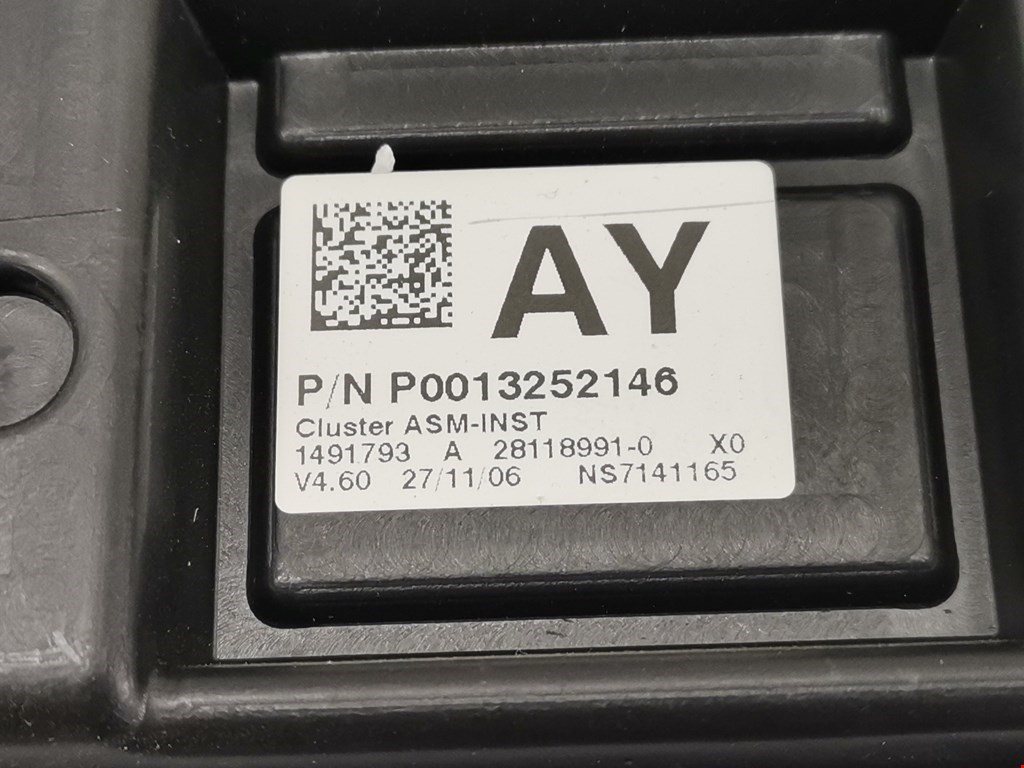 AY
P/N P0013252146
Cluster ASM-INST
1491793 A 28118991-0 X0
V4.60 27/11/06 NS7141165